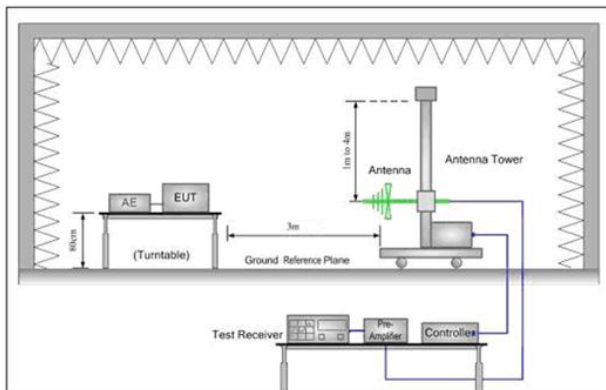 1m to 4m
Antenna
Antenna Tower
AE
EUT
80cm
(Turntable)
3m
Ground Reference Plane
Test Receiver
Pre-
Amplifier
Controller